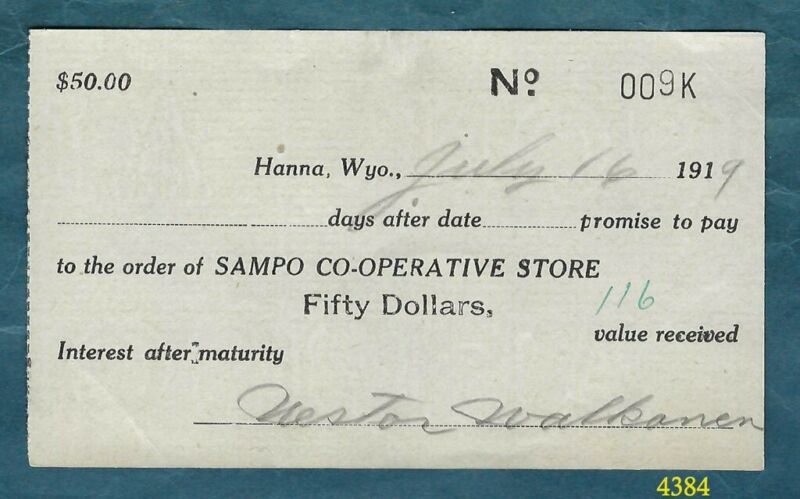 $50.00 Nº 009K
Hanna, Wyo., July 16 1919
days after date promise to pay
to the order of SAMPO CO-OPERATIVE STORE
Fifty Dollars,
116
value received
Interest after maturity
Nestor Walkonen
4384